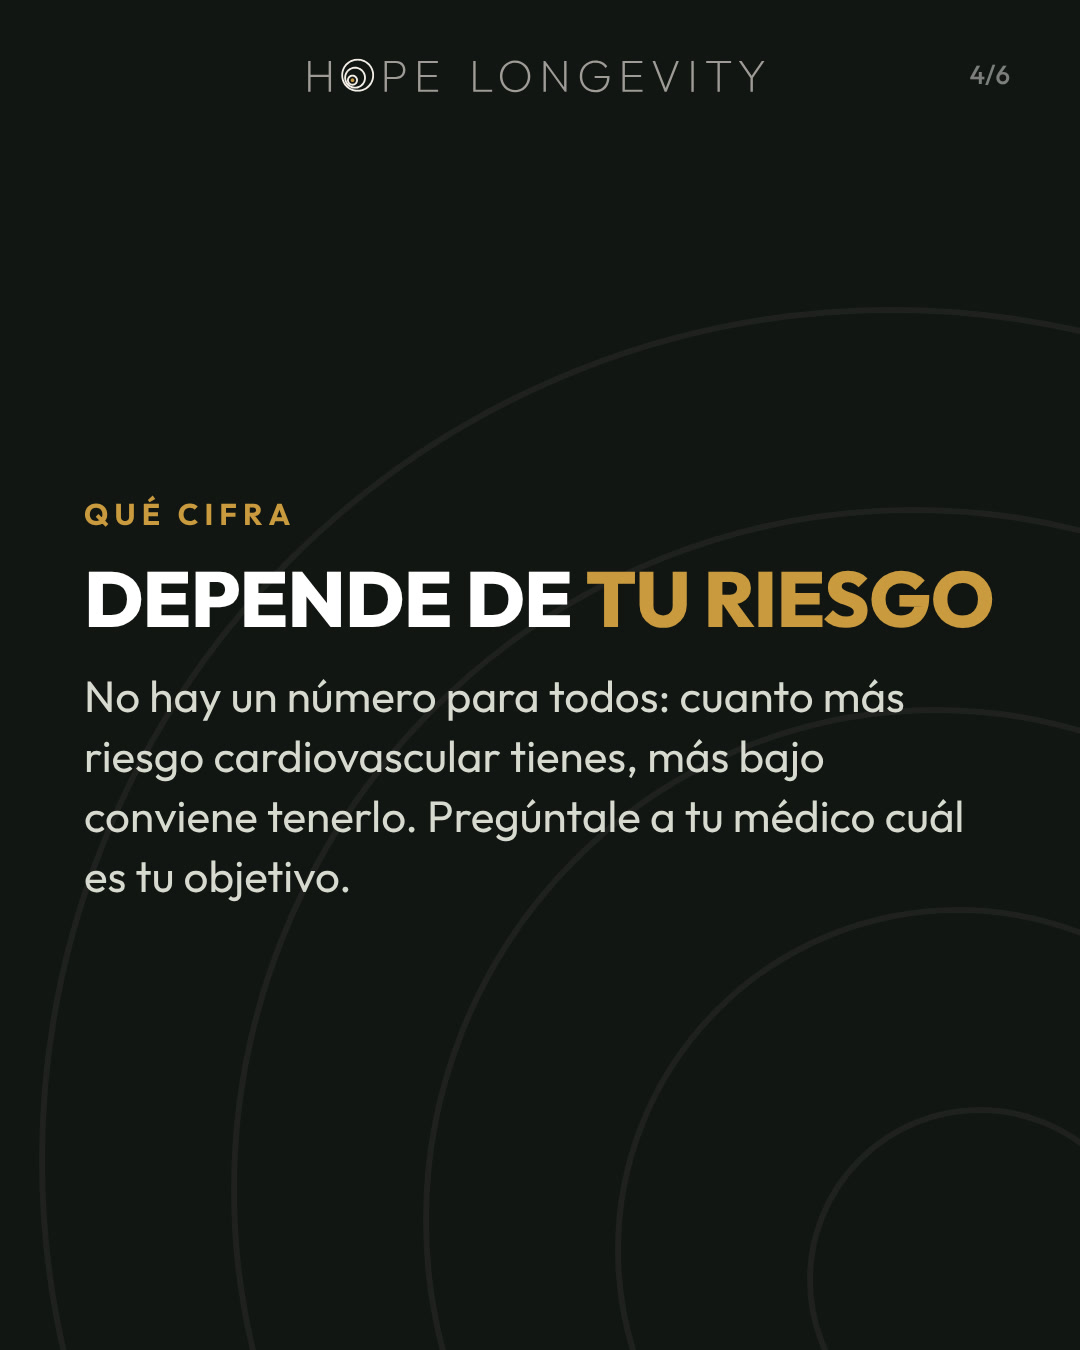 HOPE LONGEVITY
4/6
QUÉ CIFRA
DEPENDE DE TU RIESGO
No hay un número para todos: cuanto más
riesgo cardiovascular tienes, más bajo
conviene tenerlo. Pregúntale a tu médico cuál
es tu objetivo.